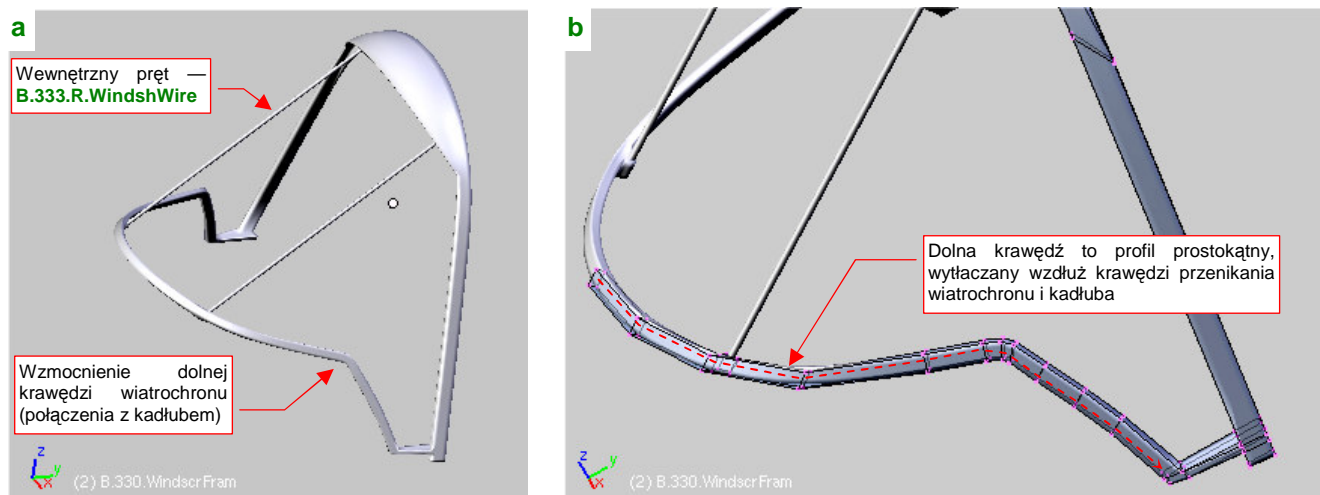 a
Wewnętrzny pręt —
B.333.R.WindshWire
Wzmocnienie dolnej
krawędzi wiatrochronu
(połączenia z kadłubem)
z
y
x
(2) B.330.WindscrFram
b
Dolna krawędź to profil prostokątny,
wytłaczany wzdłuż krawędzi przenikania
wiatrochronu i kadłuba
z
y
x
(2) B.330.WindscrFram